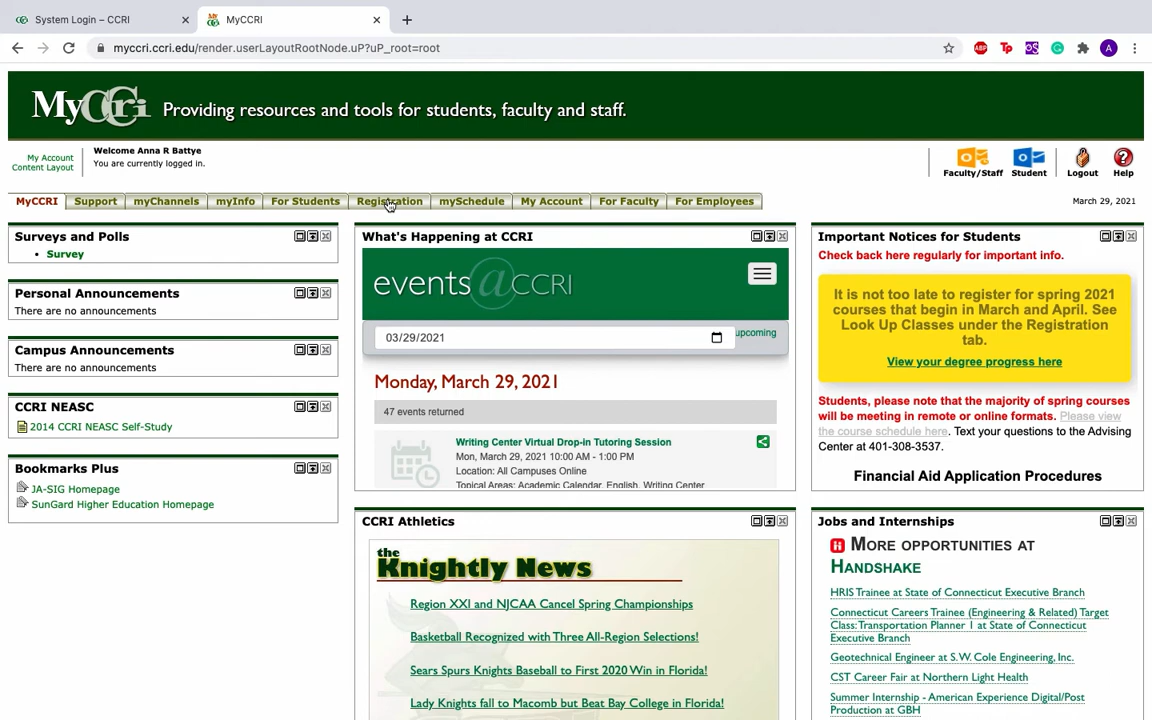 System Login – CCRI
MyCCRI
myccri.ccri.edu/render.userLayoutRootNode.uP?uP_root=root
ABP
Tp
A
MyCCRI Providing resources and tools for students, faculty and staff.
My Account
Content Layout
Welcome Anna R Battye
You are currently logged in.
Faculty/Staff
Student
Logout
Help
MyCCRI
Support
myChannels
myInfo
For Students
Registration
mySchedule
My Account
For Faculty
For Employees
March 29, 2021
Surveys and Polls
Survey
Personal Announcements
There are no announcements
Campus Announcements
There are no announcements
CCRI NEASC
2014 CCRI NEASC Self-Study
Bookmarks Plus
JA-SIG Homepage
SunGard Higher Education Homepage
What's Happening at CCRI
events@CCRI
03/29/2021
upcoming
Monday, March 29, 2021
47 events returned
Writing Center Virtual Drop-in Tutoring Session
Mon, March 29, 2021 10:00 AM - 1:00 PM
Location: All Campuses Online
Topical Areas: Academic Calendar, English, Writing Center
CCRI Athletics
the
Knightly News
Region XXI and NJCAA Cancel Spring Championships
Basketball Recognized with Three All-Region Selections!
Sears Spurs Knights Baseball to First 2020 Win in Florida!
Lady Knights fall to Macomb but Beat Bay College in Florida!
Important Notices for Students
Check back here regularly for important info.
It is not too late to register for spring 2021
courses that begin in March and April. See
Look Up Classes under the Registration
tab.
View your degree progress here
Students, please note that the majority of spring courses
will be meeting in remote or online formats. Please view
the course schedule here. Text your questions to the Advising
Center at 401-308-3537.
Financial Aid Application Procedures
Jobs and Internships
More opportunities at
Handshake
HRIS Trainee at State of Connecticut Executive Branch
Connecticut Careers Trainee (Engineering & Related) Target
Class: Transportation Planner 1 at State of Connecticut
Executive Branch
Geotechnical Engineer at S. W. Cole Engineering, Inc.
CST Career Fair at Northern Light Health
Summer Internship - American Experience Digital/Post
Production at GBH